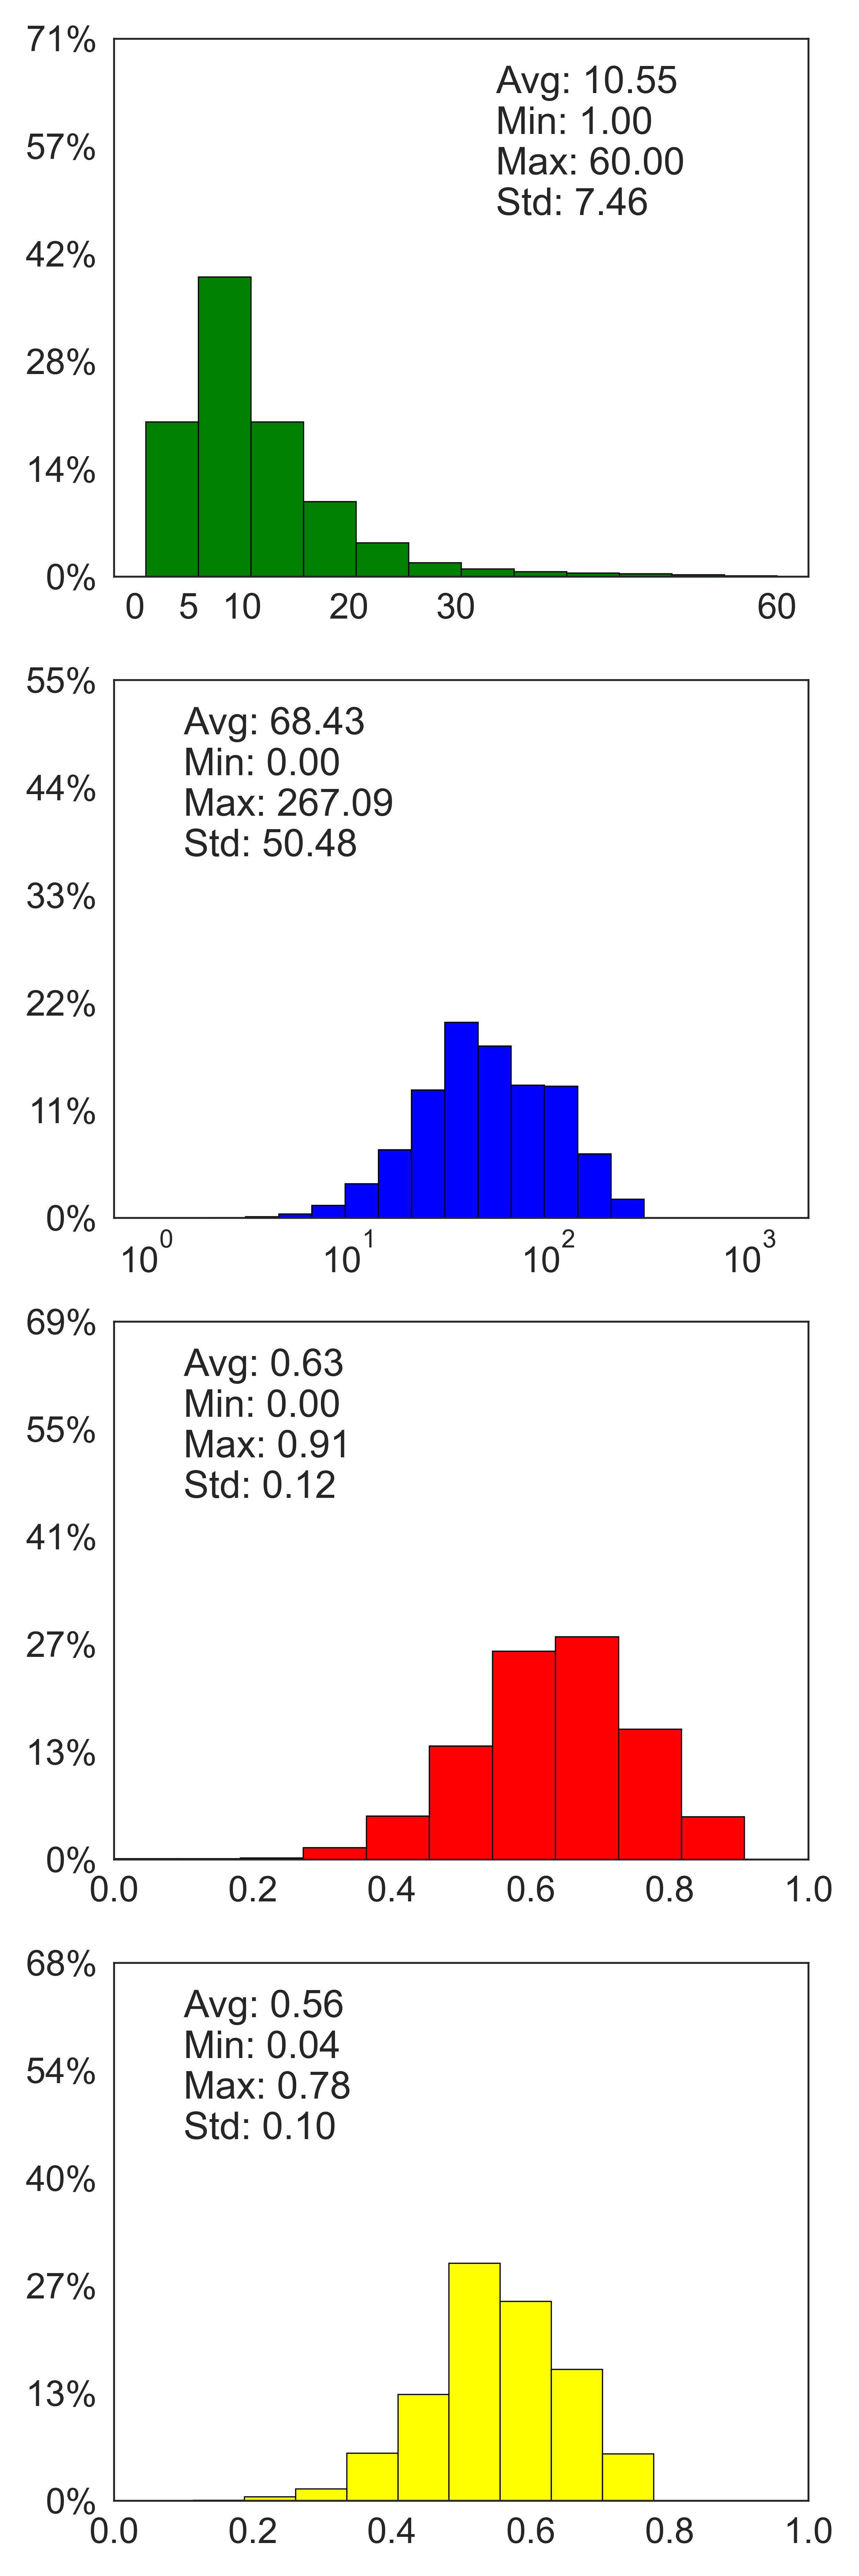 71%
Avg: 10.55
Min: 1.00
57%
Max: 60.00
Std: 7.46
42%
28%
14%
0%
0 5 10 20 30 60
55%
Avg: 68.43
Min: 0.00
44%
Max: 267.09
Std: 50.48
33%
22%
11%
0%
10^0 10^1 10^2 10^3
69%
Avg: 0.63
Min: 0.00
55%
Max: 0.91
Std: 0.12
41%
27%
13%
0%
0.0 0.2 0.4 0.6 0.8 1.0
68%
Avg: 0.56
Min: 0.04
54%
Max: 0.78
Std: 0.10
40%
27%
13%
0%
0.0 0.2 0.4 0.6 0.8 1.0